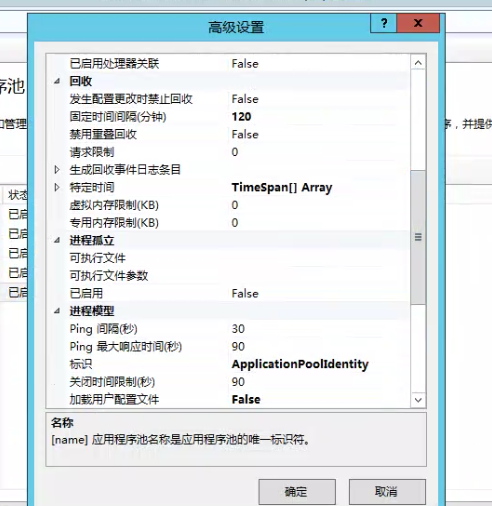 高级设置
?
x
已启用处理器关联 False
回收
发生配置更改时禁止回收 False
固定时间间隔(分钟) 120
禁用重叠回收 False
请求限制 0
生成回收事件日志条目
特定时间 TimeSpan[] Array
虚拟内存限制(KB) 0
专用内存限制(KB) 0
进程孤立
可执行文件
可执行文件参数
已启用 False
进程模型
Ping 间隔(秒) 30
Ping 最大响应时间(秒) 90
标识 ApplicationPoolIdentity
关闭时间限制(秒) 90
加载用户配置文件 False
名称
[name] 应用程序池名称是应用程序池的唯一标识符。
确定 取消
序池
和管理
序，并提供
状态
已启
已启
已启
已启
已启